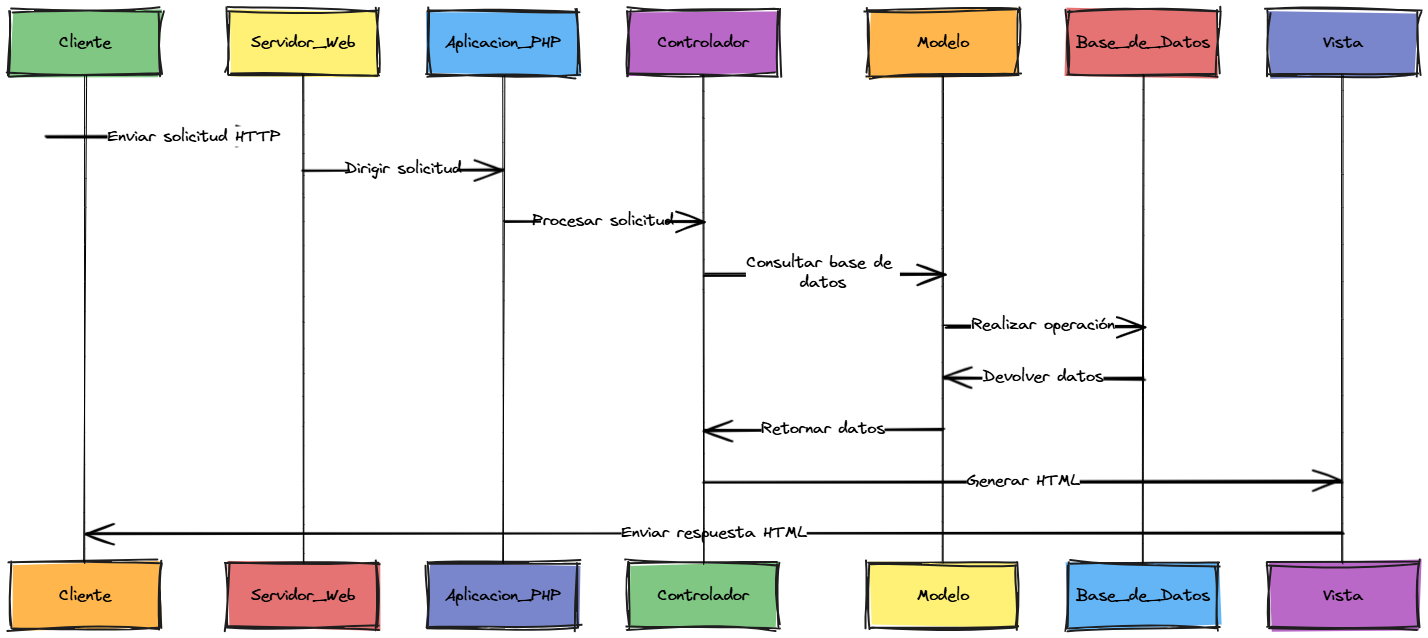 Cliente
Servidor_Web
Aplicacion_PHP
Controlador
Modelo
Base_de_Datos
Vista
Enviar solicitud HTTP
Dirigir solicitud
Procesar solicitud
Consultar base de
datos
Realizar operación
Devolver datos
Retornar datos
Generar HTML
Enviar respuesta HTML
Cliente
Servidor_Web
Aplicacion_PHP
Controlador
Modelo
Base_de_Datos
Vista